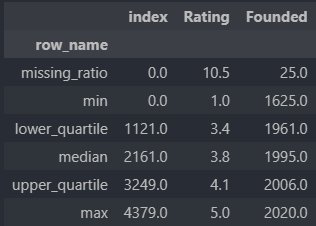 index Rating Founded
row_name
missing_ratio 0.0 10.5 25.0
min 0.0 1.0 1625.0
lower_quartile 1121.0 3.4 1961.0
median 2161.0 3.8 1995.0
upper_quartile 3249.0 4.1 2006.0
max 4379.0 5.0 2020.0